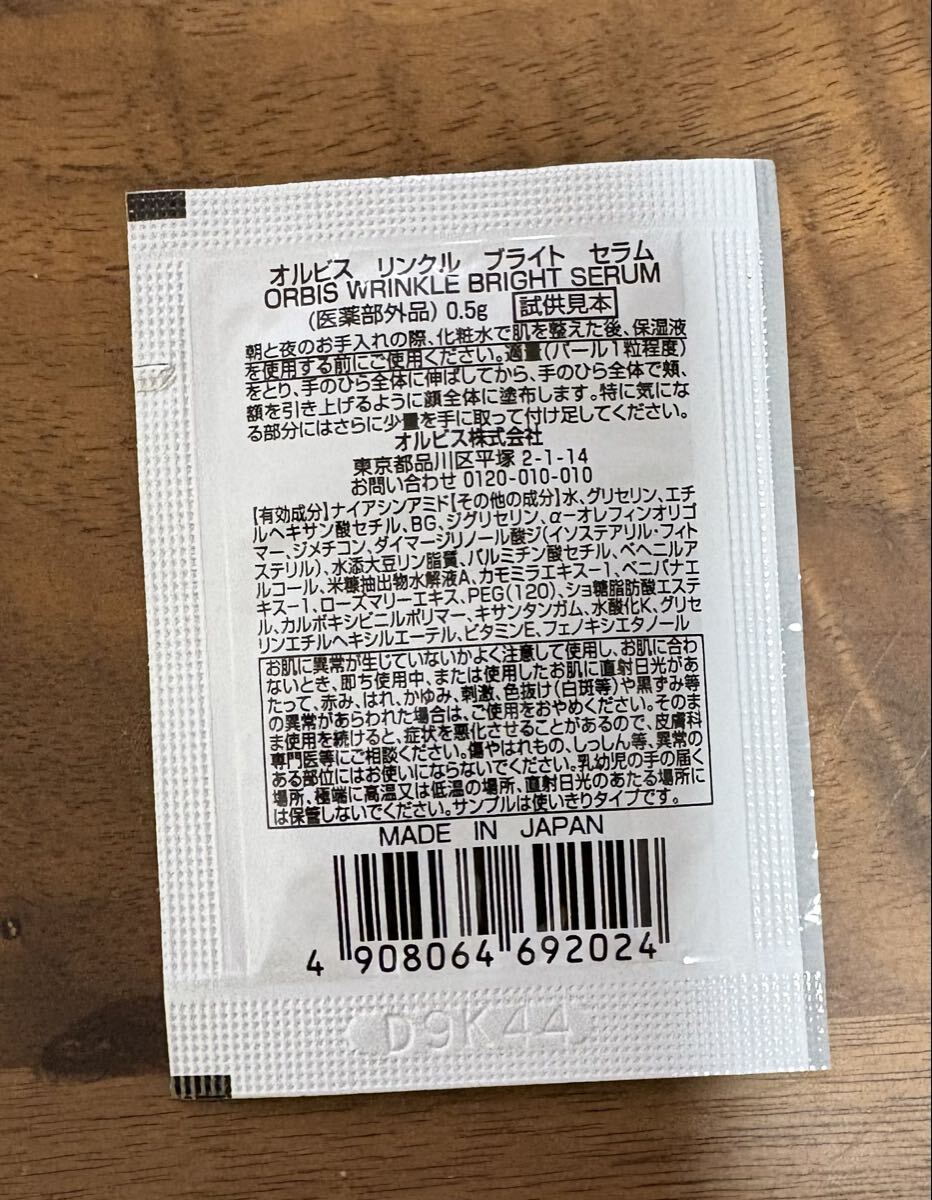 オルビス リンクル ブライト セラム
ORBIS WRINKLE BRIGHT SERUM
(医薬部外品) 0.5g 試供見本
朝と夜のお手入れの際、化粧水で肌を整えた後、保湿液
を使用する前にご使用ください。適量(パール1粒程度)
をとり、手のひら全体に伸ばしてから、手のひら全体で頬、
額を引き上げるように顔全体に塗布します。特に気にな
る部分にはさらに少量を手に取って付け足してください。
オルビス株式会社
東京都品川区平塚 2-1-14
お問い合わせ 0120-010-010
【有効成分】ナイアシンアミド【その他の成分】水、グリセリン、エチ
ルヘキサン酸セチル、BG、ジグリセリン、α-オレフィンオリゴ
マー、ジメチコン、ダイマージリノール酸ジ(イソステアリル・フィト
ステリル)、水添大豆リン脂質、パルミチン酸セチル、ベヘニルア
ルコール、米糠抽出物水解液A、カモミラエキス-1、ベニバナエ
キス-1、ローズマリーエキス、PEG(120)、ショ糖脂肪酸エステ
ル、カルボキシビニルポリマー、キサンタンガム、水酸化K、グリセ
リンエチルヘキシルエーテル、ビタミンE、フェノキシエタノール
お肌に異常が生じていないかよく注意して使用し、お肌に合わ
ないとき、即ち使用中、または使用したお肌に直射日光があ
たって、赤み、はれ、かゆみ、刺激、色抜け(白斑等)や黒ずみ等
の異常があらわれた場合は、ご使用をおやめください。そのま
ま使用を続けると、症状を悪化させることがあるので、皮膚科
専門医等にご相談ください。傷やはれもの、しっしん等、異常の
ある部位にはお使いにならないでください。乳幼児の手の届く
場所、極端に高温又は低温の場所、直射日光のあたる場所に
は保管しないでください。サンプルは使いきりタイプです。
MADE IN JAPAN
4 908064 692024
D9K44